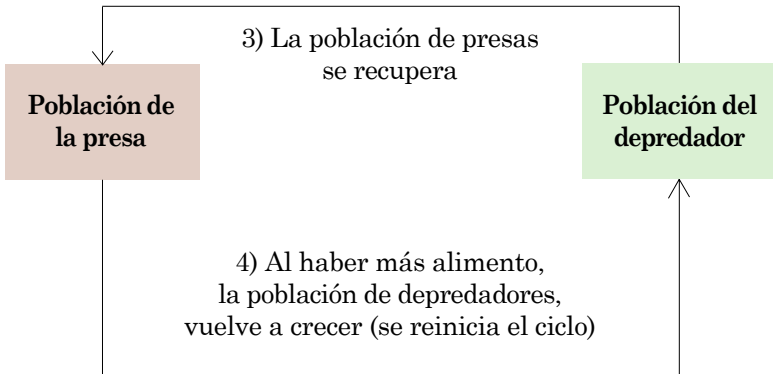 3) La población de presas
se recupera
Población de
la presa
Población del
depredador
4) Al haber más alimento,
la población de depredadores,
vuelve a crecer (se reinicia el ciclo)